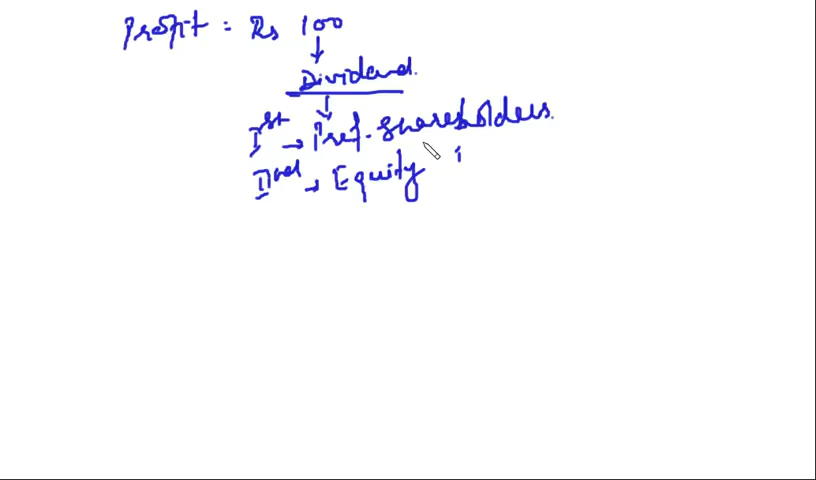 Profit = Rs 100
↓
Dividend.
↓
Ist → Pref. Shareholders.
IInd → Equity "